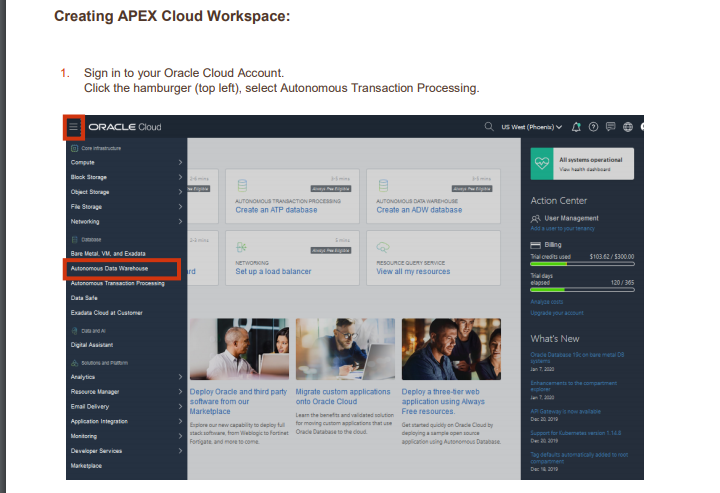 Creating APEX Cloud Workspace:
1. Sign in to your Oracle Cloud Account.
Click the hamburger (top left), select Autonomous Transaction Processing.
ORACLE Cloud
US West (Phoenix)
Core Infrastructure
Compute
Block Storage
Object Storage
File Storage
Networking
Database
Bare Metal, VM, and Exadata
Autonomous Data Warehouse
Autonomous Transaction Processing
Data Safe
Exadata Cloud at Customer
Data and AI
Digital Assistant
Solutions and Platform
Analytics
Resource Manager
Email Delivery
Application Integration
Monitoring
Developer Services
Marketplace
2-6 mins
3-5 mins
Always Free Eligible
AUTONOMOUS TRANSACTION PROCESSING
Create an ATP database
3-5 mins
Always Free Eligible
AUTONOMOUS DATA WAREHOUSE
Create an ADW database
2-3 mins
Always Free Eligible
NETWORKING
Set up a load balancer
RESOURCE QUERY SERVICE
View all my resources
Deploy Oracle and third party
software from our
Marketplace
Explore our new capability to deploy full
stack software, from Weblogic to Fortinet
Fortigate, and more to come.
Migrate custom applications
onto Oracle Cloud
Learn the benefits and validated solution
for moving custom applications that use
Oracle Database to the cloud.
Deploy a three-tier web
application using Always
Free resources.
Get started quickly on Oracle Cloud by
deploying a sample open source
application using Autonomous Database.
All systems operational
View health dashboard
Action Center
User Management
Add a user to your tenancy
Billing
Trial credits used $103.62 / $300.00
Trial days
elapsed 120 / 365
Analyze costs
Upgrade your account
What's New
Oracle Database 19c on bare metal DB
systems
Jan 7, 2020
Enhancements to the compartment
explorer
Jan 7, 2020
API Gateway is now available
Dec 20, 2019
Support for Kubernetes version 1.14.8
Dec 20, 2019
Tag defaults automatically added to root
compartment
Dec 18, 2019